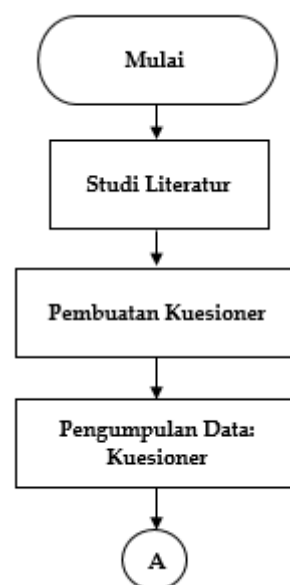 Mulai
Studi Literatur
Pembuatan Kuesioner
Pengumpulan Data:
Kuesioner
A